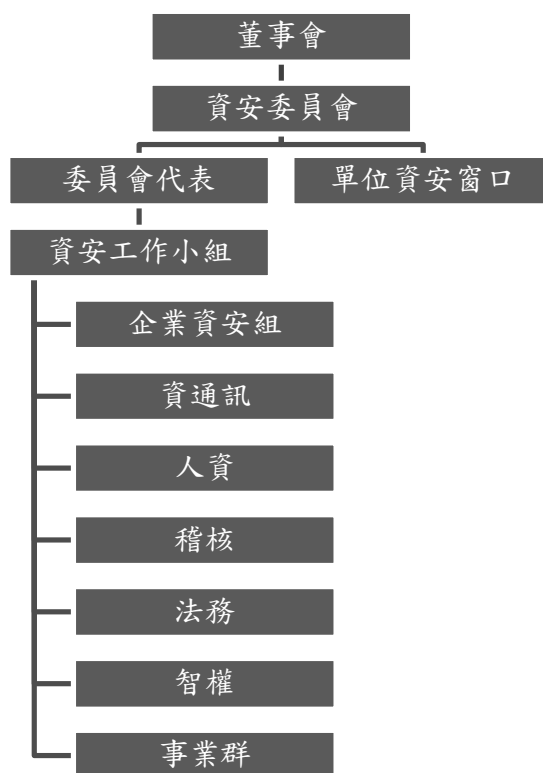 董事會
資安委員會
委員會代表
單位資安窗口
資安工作小組
企業資安組
資通訊
人資
稽核
法務
智權
事業群